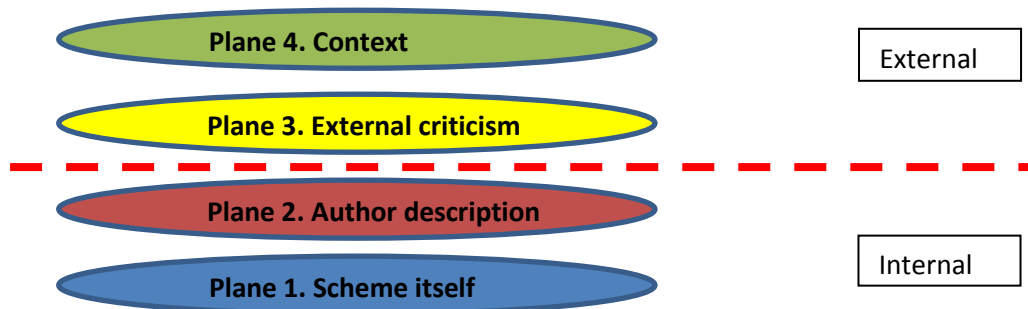 Plane 4. Context
External
Plane 3. External criticism
Plane 2. Author description
Internal
Plane 1. Scheme itself